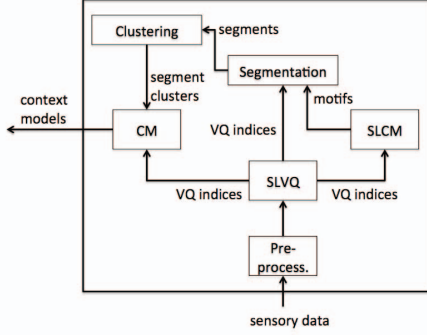 Clustering
segments
Segmentation
segment
clusters
motifs
context
models
CM
VQ indices
SLCM
VQ indices
SLVQ
VQ indices
Pre-
process.
sensory data